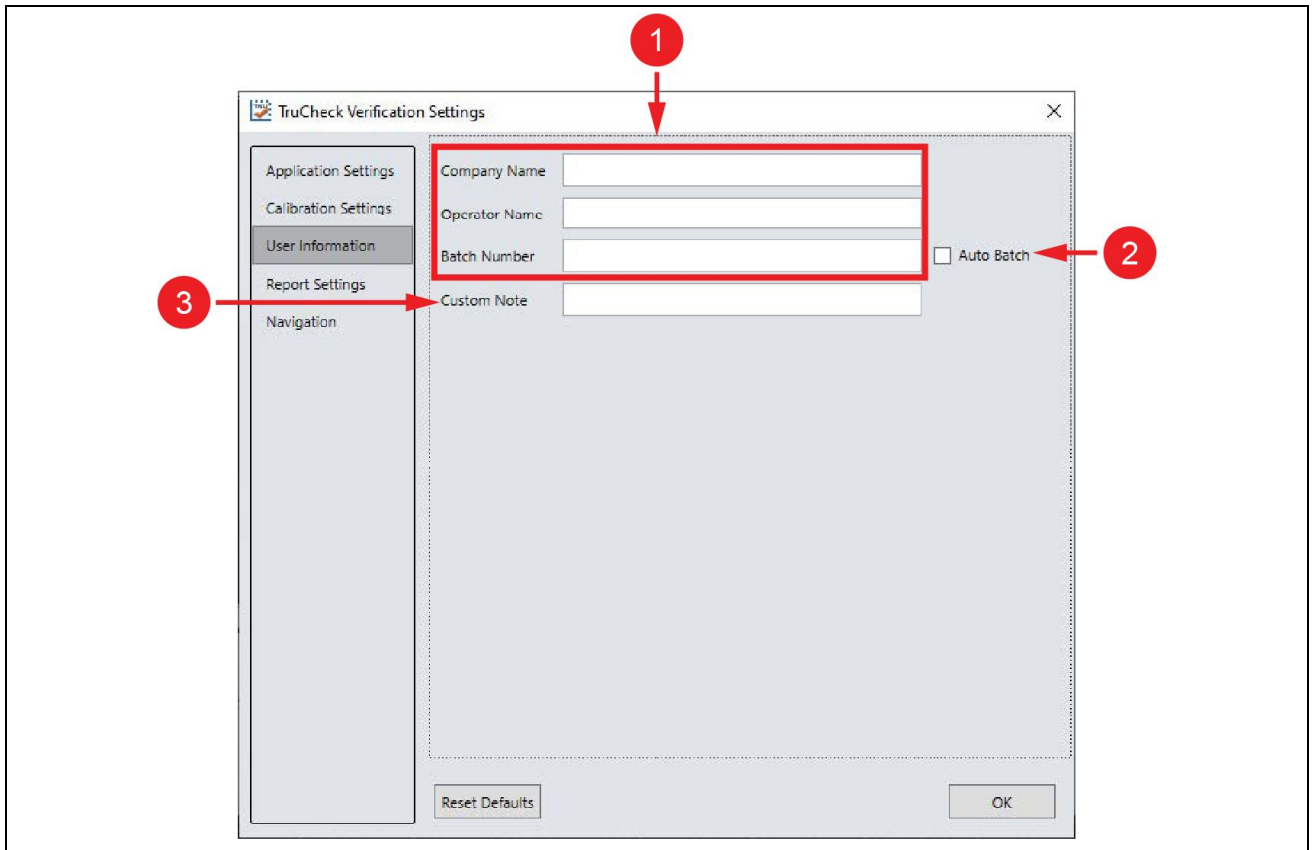 1
TruCheck Verification Settings
Application Settings
Calibration Settings
User Information
Report Settings
Navigation
Company Name
Operator Name
Batch Number
Auto Batch
2
3
Custom Note
Reset Defaults
OK